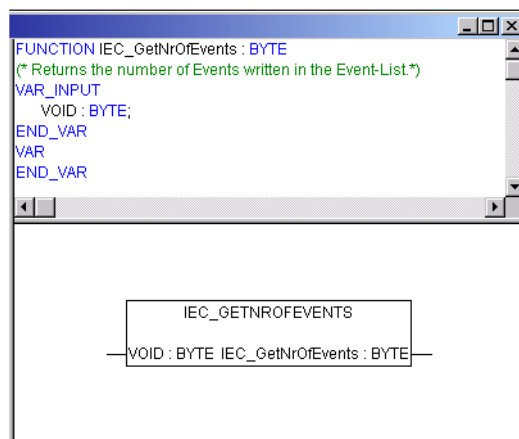 FUNCTION IEC_GetNrOfEvents : BYTE
(* Returns the number of Events written in the Event-List.*)
VAR_INPUT
VOID : BYTE;
END_VAR
VAR
END_VAR
IEC_GETNROFEVENTS
VOID : BYTE IEC_GetNrOfEvents : BYTE